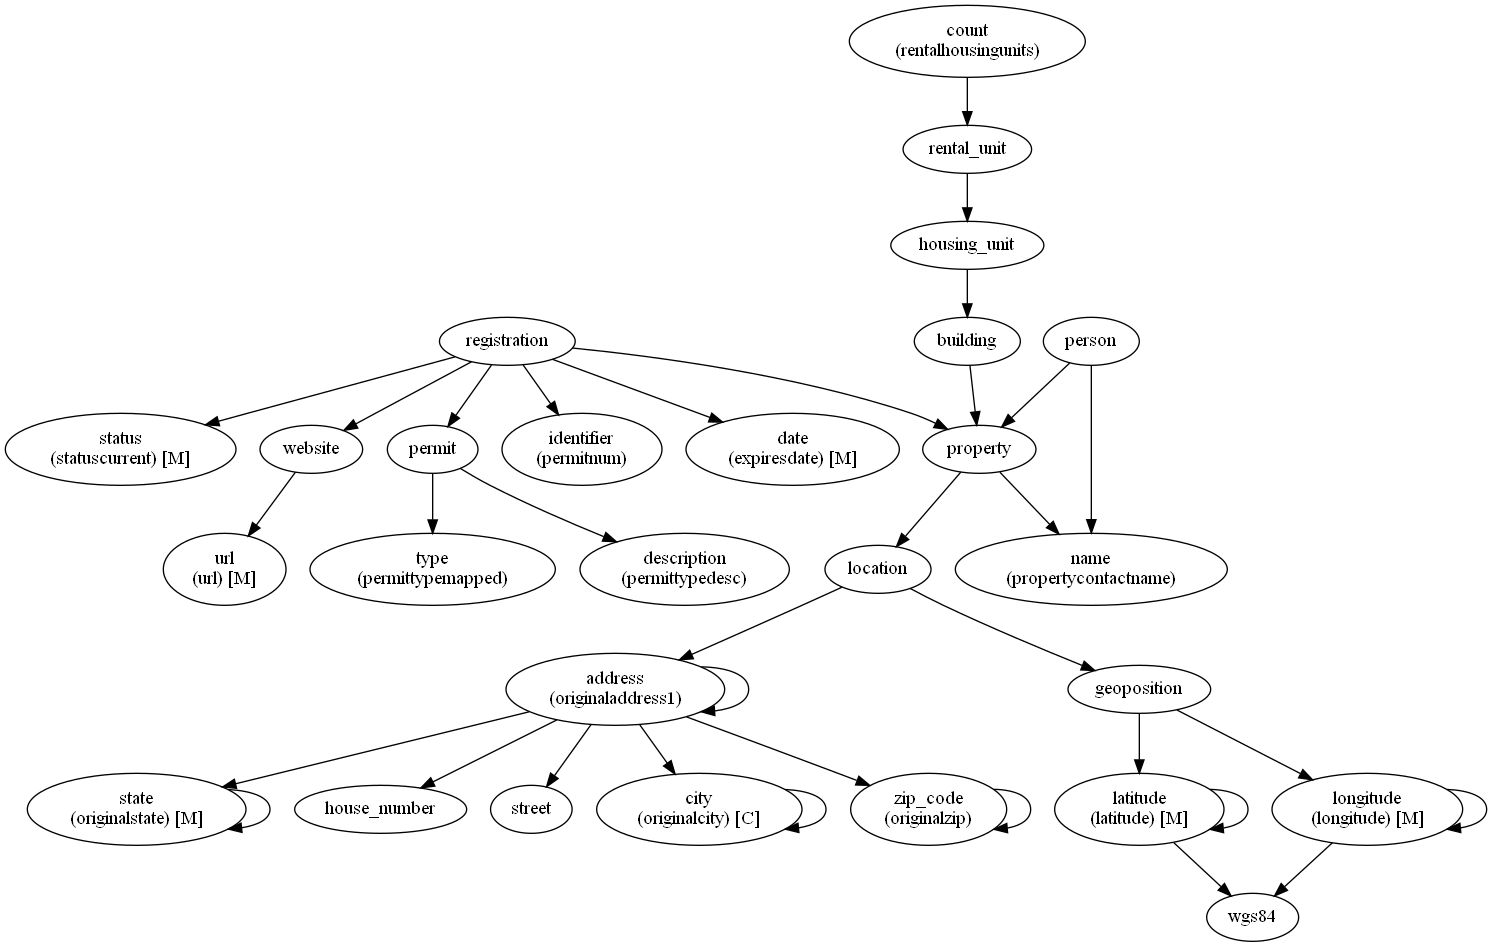 count
(rentalhousingunits)
rental_unit
housing_unit
registration
building
person
status
(statuscurrent) [M]
website
permit
identifier
(permitnum)
date
(expiresdate) [M]
property
url
(url) [M]
type
(permittypemapped)
description
(permittypedesc)
location
name
(propertycontactname)
address
(originaladdress1)
geoposition
state
(originalstate) [M]
house_number
street
city
(originalcity) [C]
zip_code
(originalzip)
latitude
(latitude) [M]
longitude
(longitude) [M]
wgs84